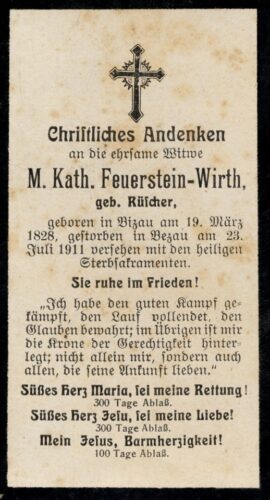 Christliches Andenken
an die ehrsame Witwe
M. Kath. Feuerstein-Wirth,
geb. Rüscher,
geboren in Bizau am 19. März
1828, gestorben in Bezau am 23.
Juli 1911 versehen mit den heiligen
Sterbsakramenten.
Sie ruhe im Frieden!
„Ich habe den guten Kampf ge-
kämpft, den Lauf vollendet, den
Glauben bewahrt; im Übrigen ist mir
die Krone der Gerechtigkeit hinter-
legt; nicht allein mir, sondern auch
allen, die seine Ankunft lieben.“
Süßes Herz Maria, sei meine Rettung!
300 Tage Ablaß.
Süßes Herz Jesu, sei meine Liebe!
300 Tage Ablaß.
Mein Jesus, Barmherzigkeit!
100 Tage Ablaß.